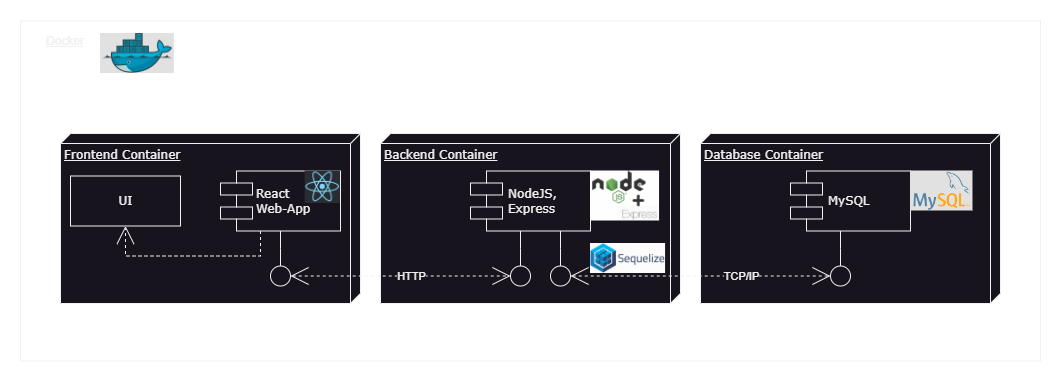 Docker
Frontend Container
UI
React
Web-App
Backend Container
NodeJS,
Express
node
JS
+
Express
Sequelize
Database Container
MySQL
MySQL
HTTP
TCP/IP